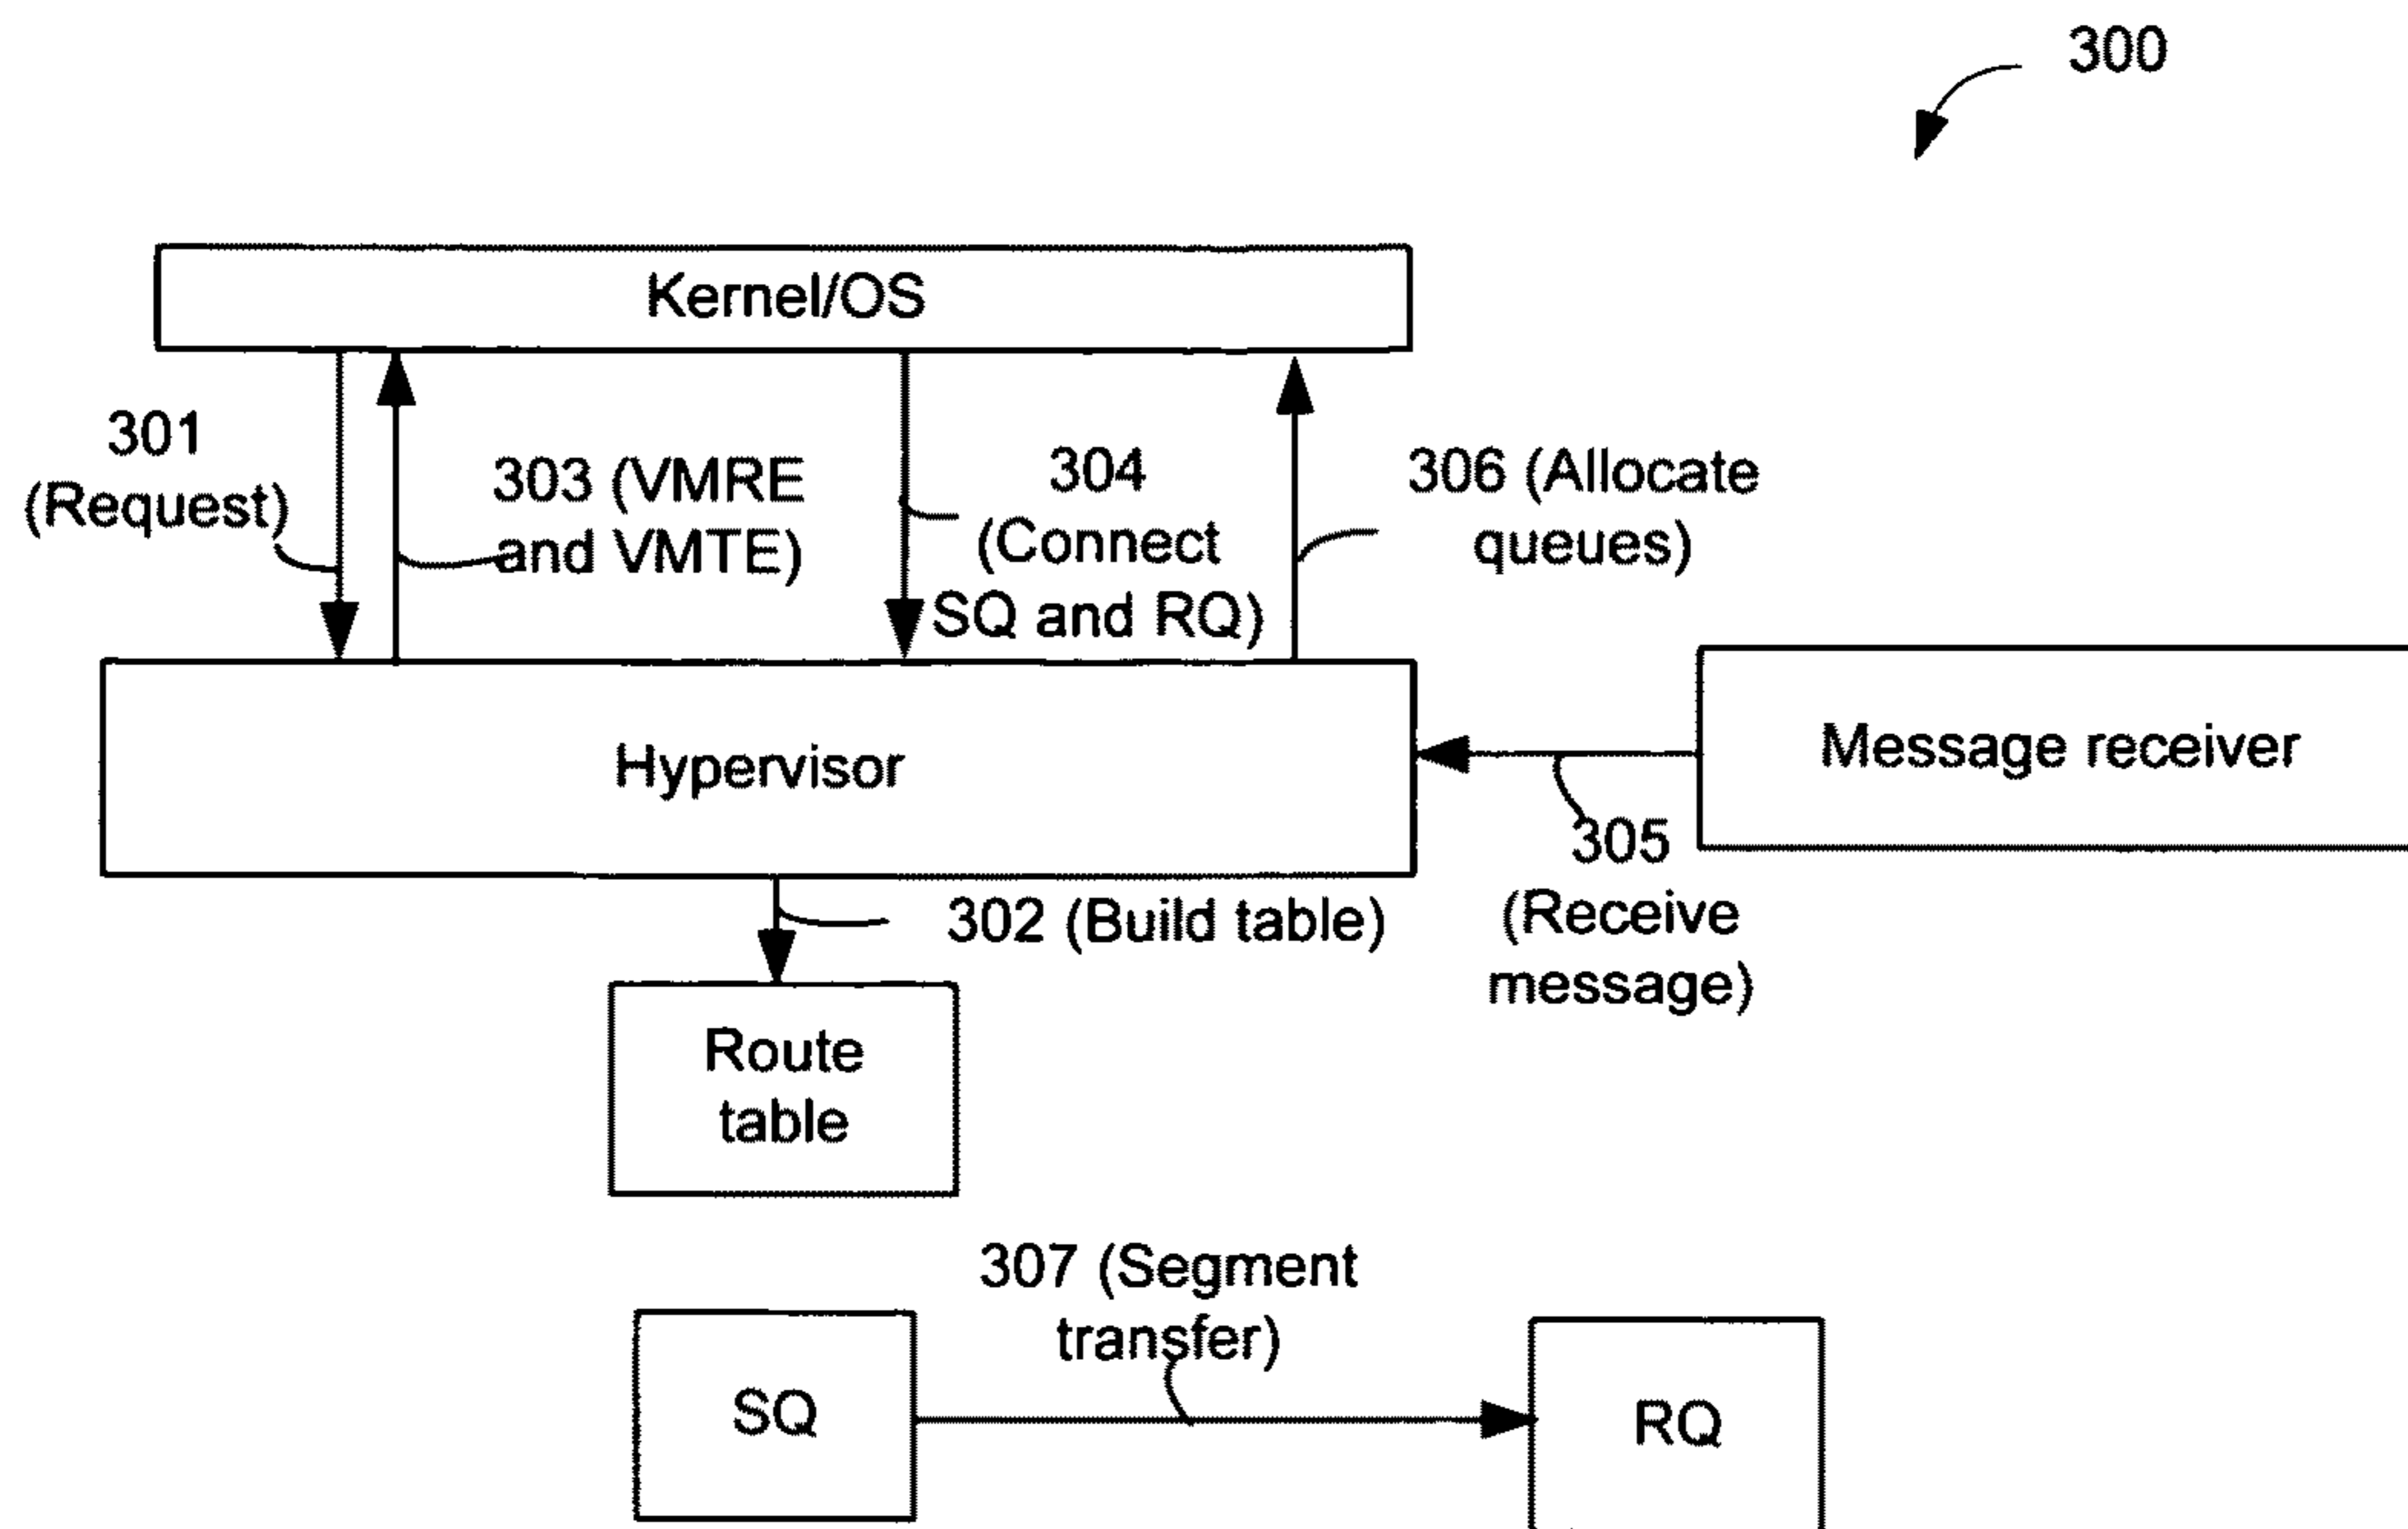 300
Kernel/OS
301
(Request)
303 (VMRE
and VMTE)
304
(Connect
SQ and RQ)
306 (Allocate
queues)
Hypervisor
Message receiver
305
(Receive
message)
302 (Build table)
Route
table
307 (Segment
transfer)
SQ
RQ